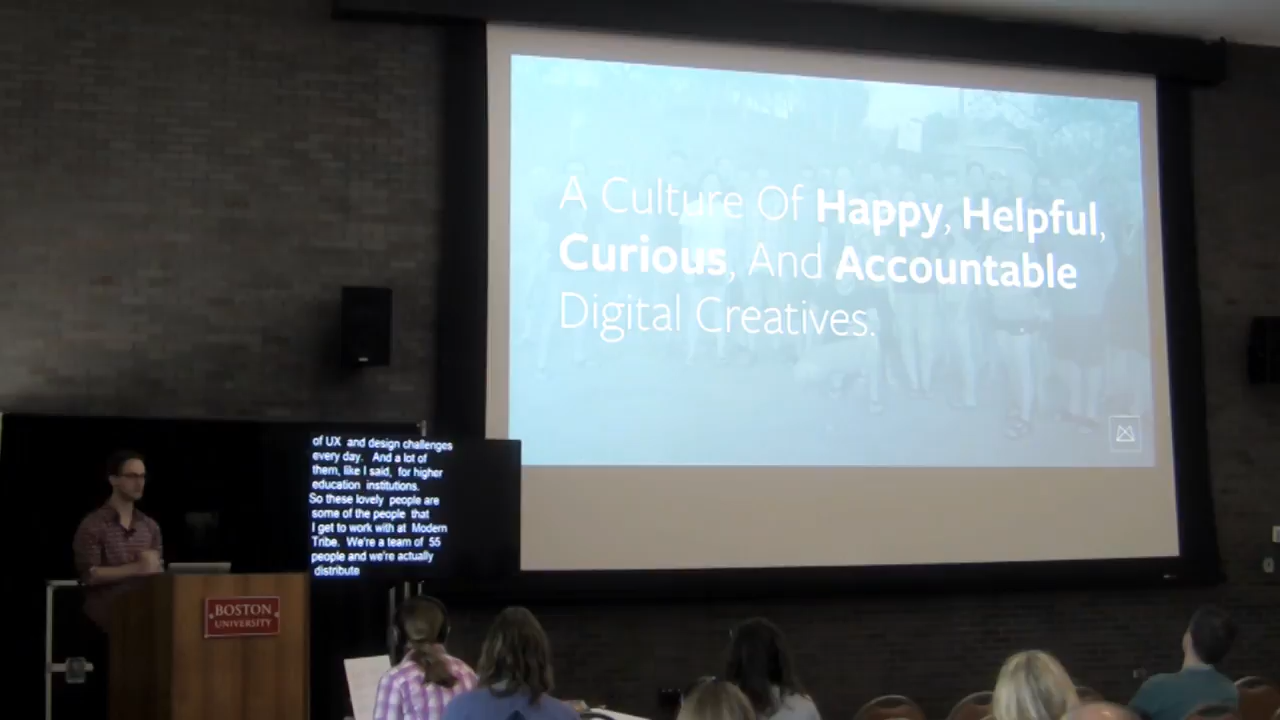 A Culture Of Happy, Helpful,
Curious, And Accountable
Digital Creatives.
of UX and design challenges
every day. And a lot of
them, like I said, for higher
education institutions.
So these lovely people are
some of the people that
I get to work with at Modern
Tribe. We're a team of 55
people and we're actually
distribute
BOSTON
UNIVERSITY